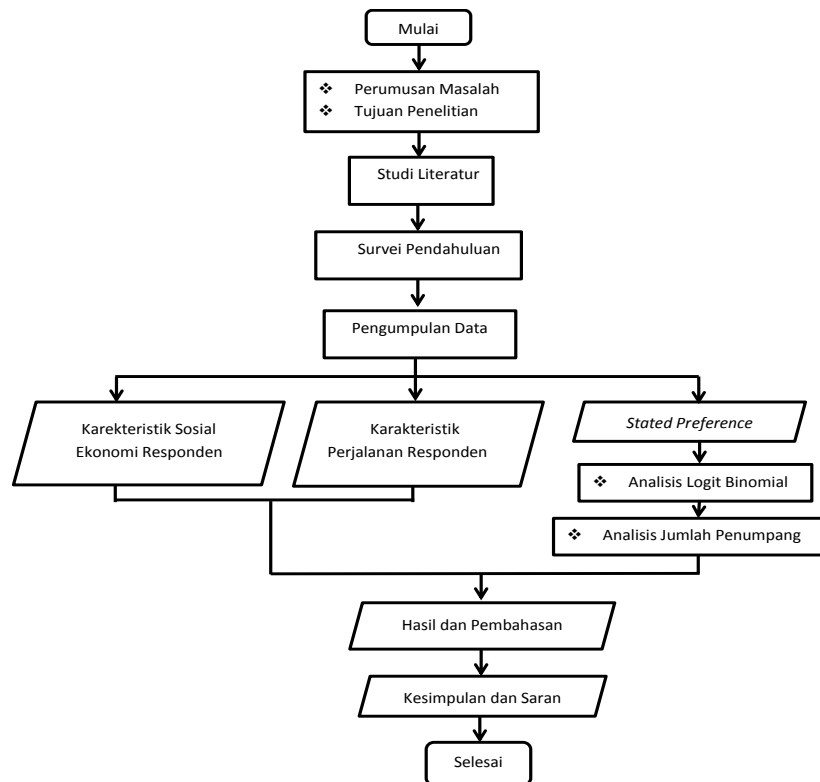 Mulai
❖ Perumusan Masalah
❖ Tujuan Penelitian
Studi Literatur
Survei Pendahuluan
Pengumpulan Data
Karekteristik Sosial
Ekonomi Responden
Karakteristik
Perjalanan Responden
Stated Preference
❖ Analisis Logit Binomial
❖ Analisis Jumlah Penumpang
Hasil dan Pembahasan
Kesimpulan dan Saran
Selesai